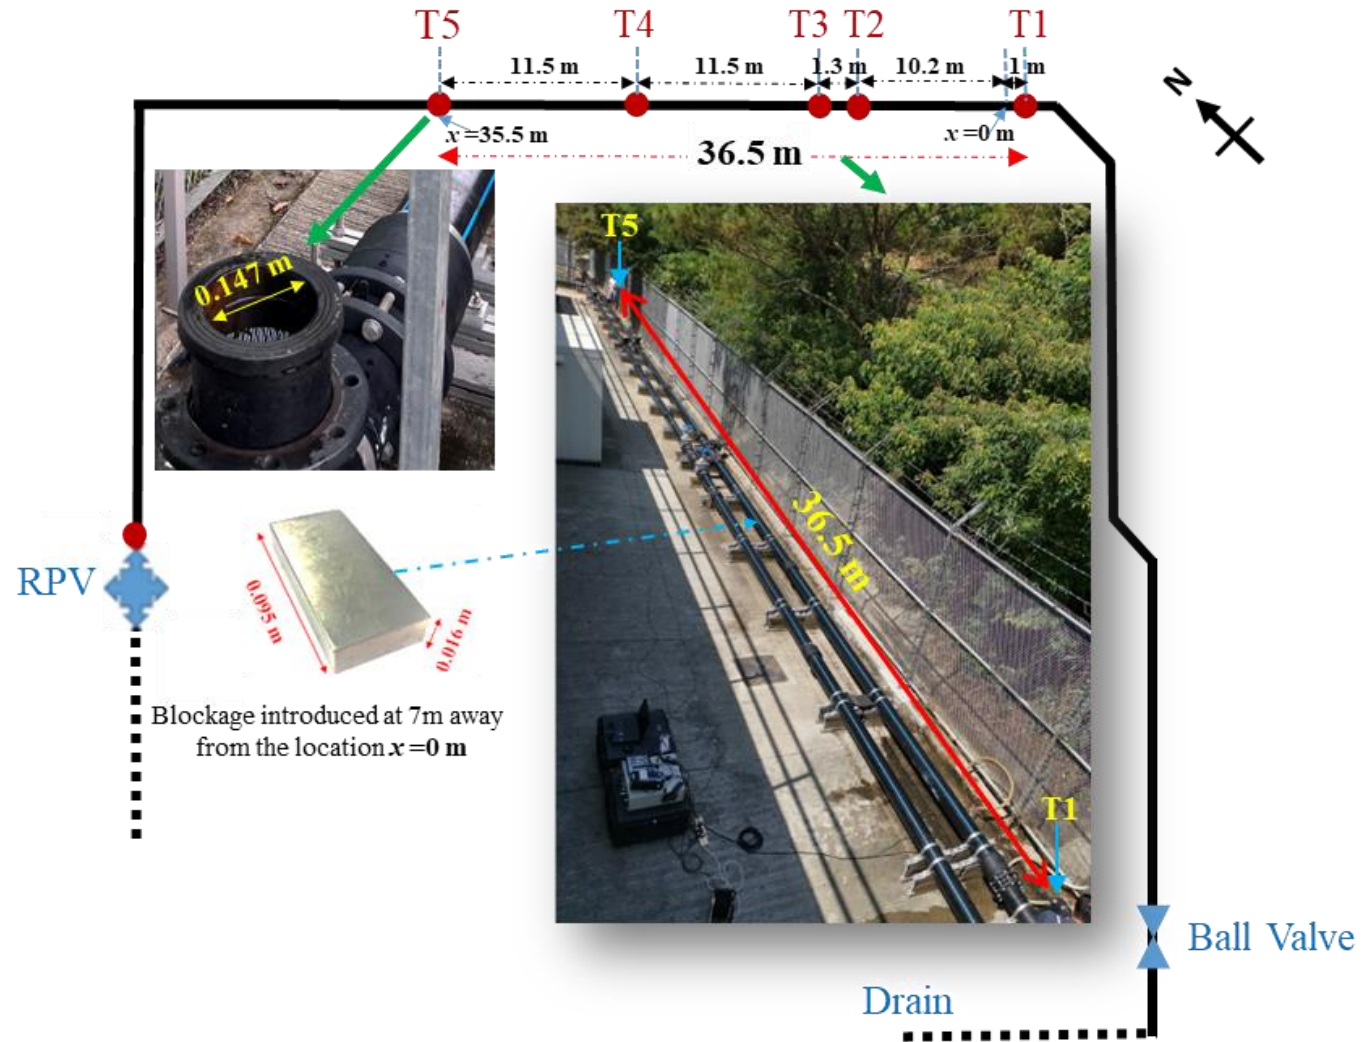 T5 T4 T3 T2 T1
11.5 m 11.5 m 1.3 m 10.2 m 1 m
N
x =35.5 m x =0 m
36.5 m
T5
0.147 m
36.5 m
RPV
0.095 m
0.016 m
Blockage introduced at 7m away
from the location x =0 m
T1
Ball Valve
Drain